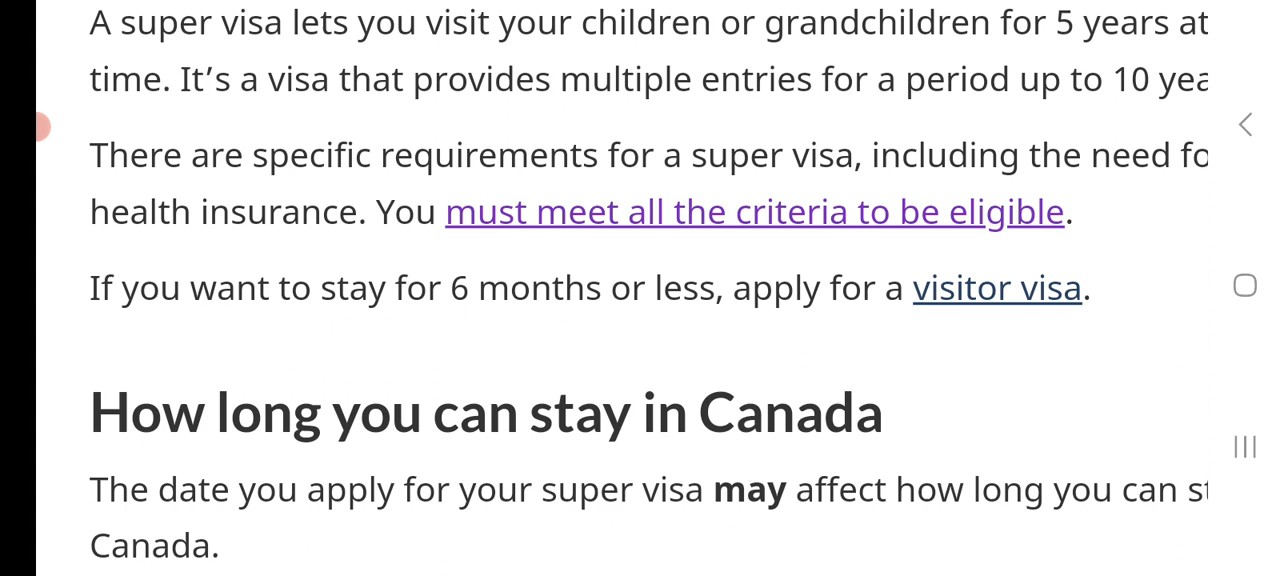 A super visa lets you visit your children or grandchildren for 5 years at
time. It’s a visa that provides multiple entries for a period up to 10 yea
There are specific requirements for a super visa, including the need fo
health insurance. You must meet all the criteria to be eligible.
If you want to stay for 6 months or less, apply for a visitor visa.
How long you can stay in Canada
The date you apply for your super visa may affect how long you can st
Canada.